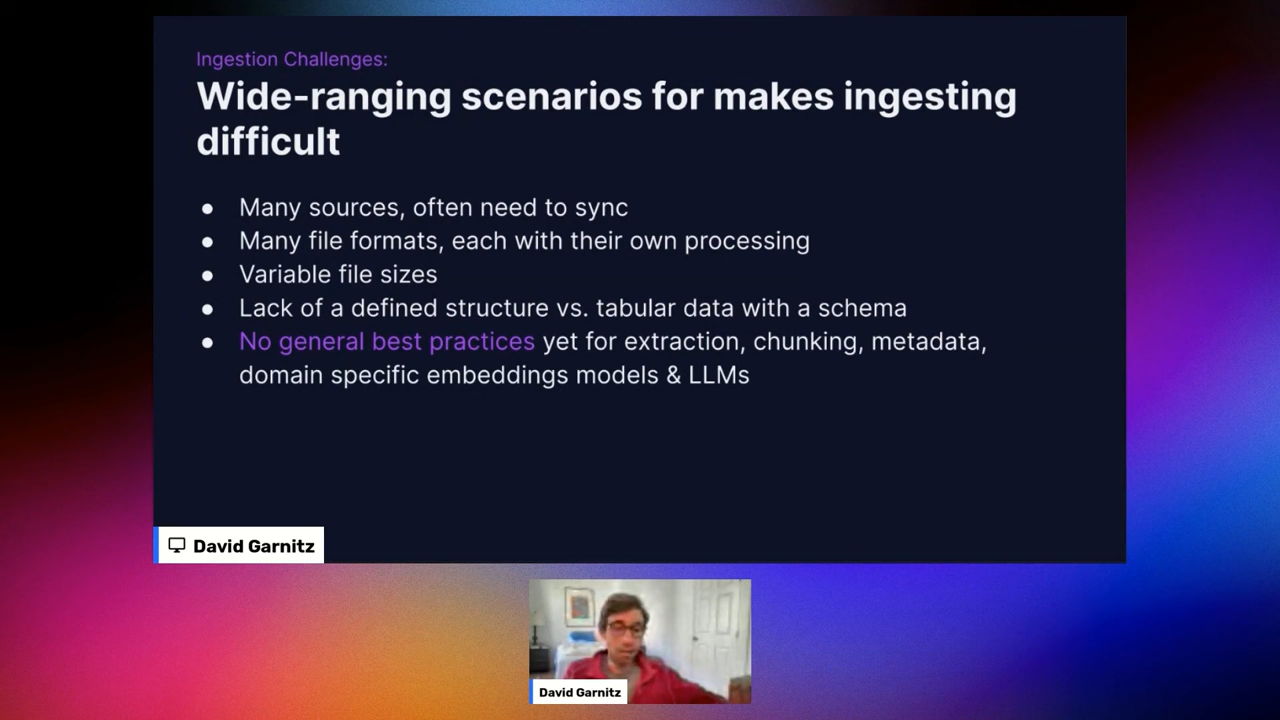 Ingestion Challenges:
Wide-ranging scenarios for makes ingesting
difficult
● Many sources, often need to sync
● Many file formats, each with their own processing
● Variable file sizes
● Lack of a defined structure vs. tabular data with a schema
● No general best practices yet for extraction, chunking, metadata,
domain specific embeddings models & LLMs
David Garnitz
David Garnitz